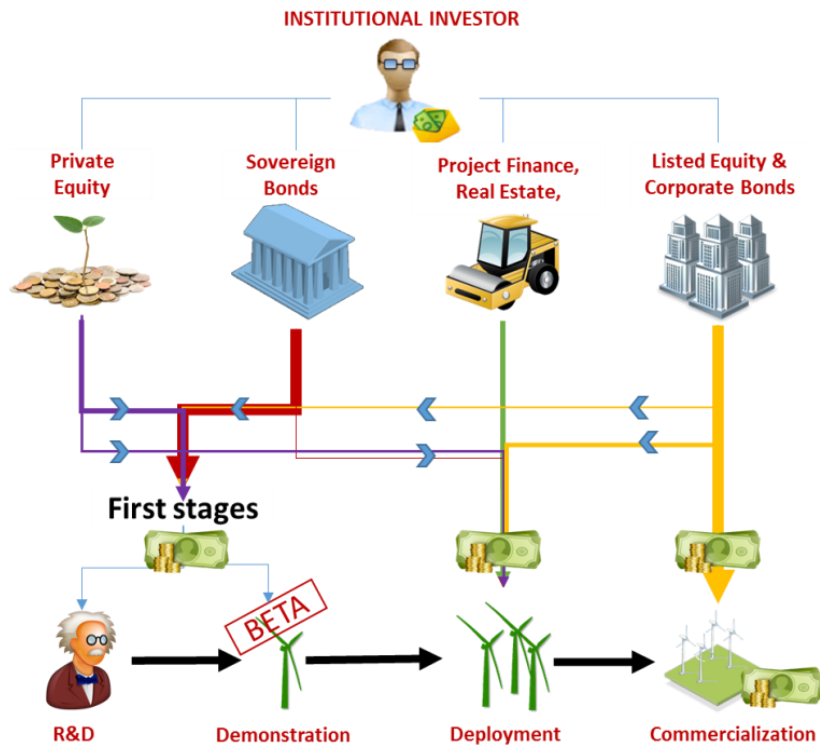 INSTITUTIONAL INVESTOR
Private
Equity
Sovereign
Bonds
Project Finance,
Real Estate,
Listed Equity &
Corporate Bonds
First stages
BETA
R&D
Demonstration
Deployment
Commercialization